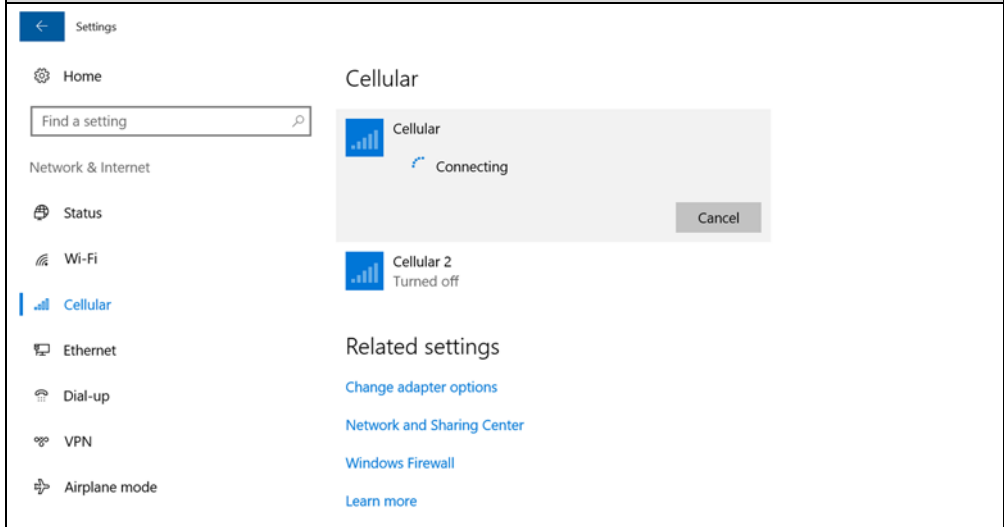 Settings
Home
Find a setting
Network & Internet
Status
Wi-Fi
Cellular
Ethernet
Dial-up
VPN
Airplane mode
Cellular
Cellular
Connecting
Cancel
Cellular 2
Turned off
Related settings
Change adapter options
Network and Sharing Center
Windows Firewall
Learn more